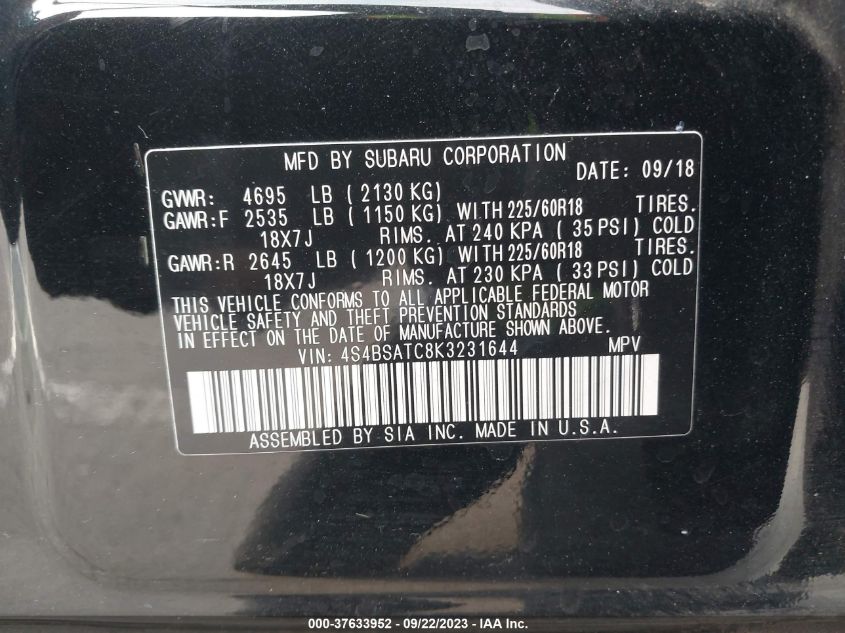 MFD BY SUBARU CORPORATION DATE: 09/18
GVWR: 4695 LB ( 2130 KG)
GAWR:F 2535 LB ( 1150 KG) WITH 225/60R18 TIRES.
18X7J RIMS. AT 240 KPA ( 35 PSI) COLD
GAWR:R 2645 LB ( 1200 KG) WITH 225/60R18 TIRES.
18X7J RIMS. AT 230 KPA ( 33 PSI) COLD
THIS VEHICLE CONFORMS TO ALL APPLICABLE FEDERAL MOTOR
VEHICLE SAFETY AND THEFT PREVENTION STANDARDS
IN EFFECT ON THE DATE OF MANUFACTURE SHOWN ABOVE.
VIN: 4S4BSATC8K3231644 MPV
ASSEMBLED BY SIA INC. MADE IN U.S.A.
000-37633952 - 09/22/2023 - IAA Inc.